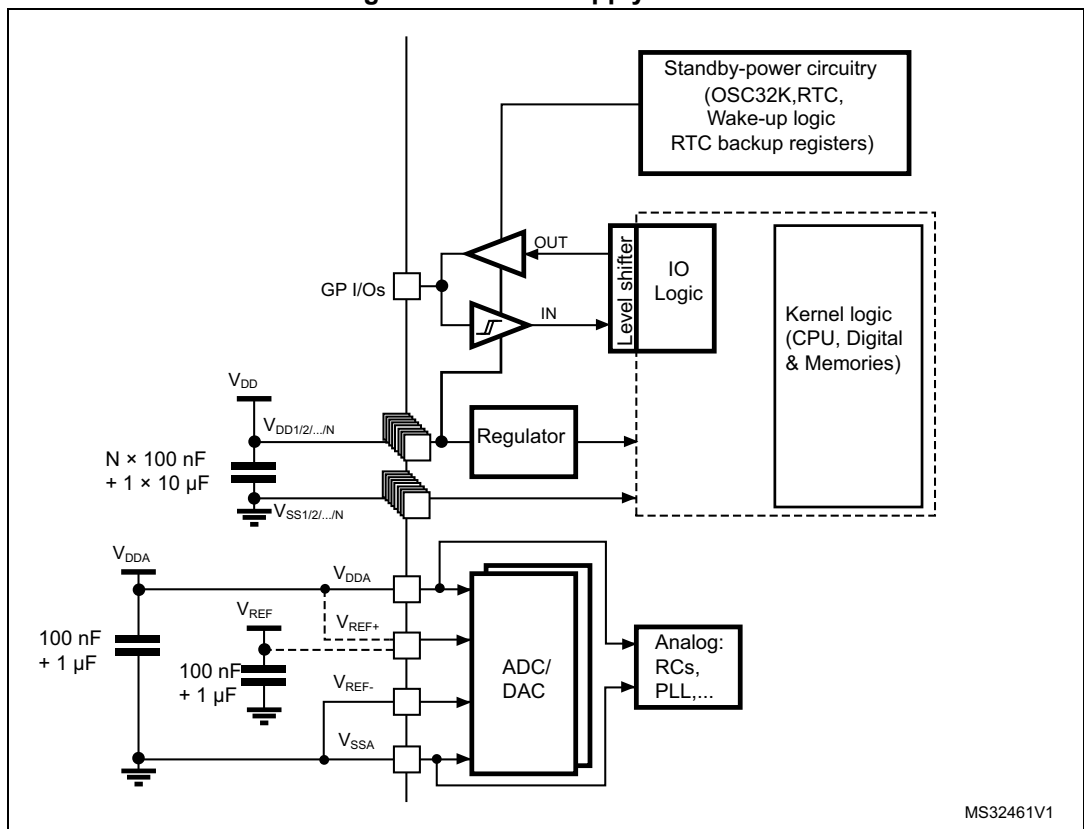 Standby-power circuitry
(OSC32K,RTC,
Wake-up logic
RTC backup registers)
OUT
Level shifter
IO
Logic
GP I/Os
IN
Kernel logic
(CPU, Digital
& Memories)
VDD
VDD1/2/.../N
Regulator
N × 100 nF
+ 1 × 10 µF
VSS1/2/.../N
VDDA
VDDA
VREF
VREF+
100 nF
+ 1 µF
100 nF
+ 1 µF
VREF-
ADC/
DAC
Analog:
RCs,
PLL,...
VSSA
MS32461V1